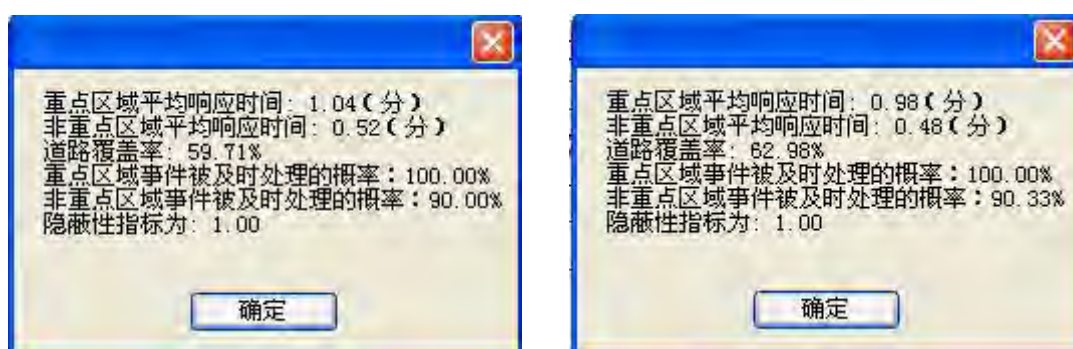 重点区域平均响应时间: 1.04(分)
非重点区域平均响应时间: 0.52(分)
道路覆盖率: 59.71%
重点区域事件被及时处理的概率：100.00%
非重点区域事件被及时处理的概率：90.00%
隐蔽性指标为: 1.00
确定
重点区域平均响应时间: 0.98(分)
非重点区域平均响应时间: 0.48(分)
道路覆盖率: 62.98%
重点区域事件被及时处理的概率：100.00%
非重点区域事件被及时处理的概率：90.33%
隐蔽性指标为: 1.00
确定